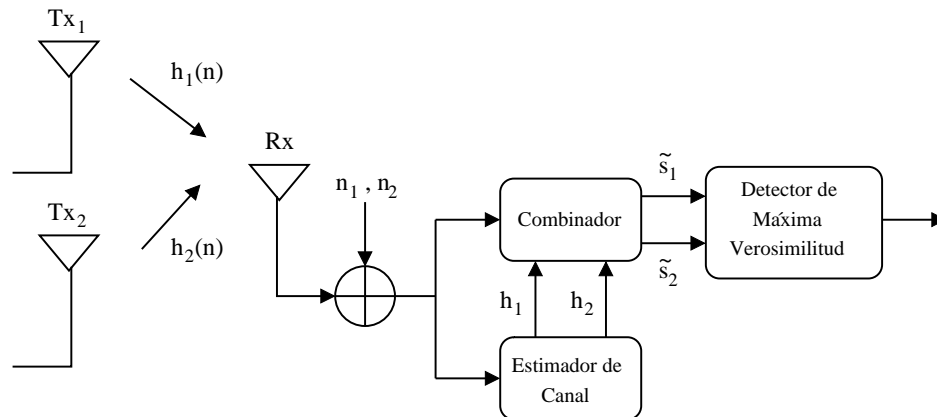 Tx1
h1(n)
Rx
n1 , n2
Tx2
h2(n)
Combinador
s̃1
s̃2
Detector de
Máxima
Verosimilitud
h1
h2
Estimador de
Canal